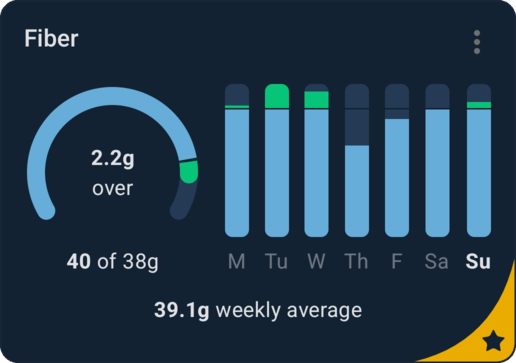 Fiber
2.2g
over
40 of 38g
M Tu W Th F Sa Su
39.1g weekly average